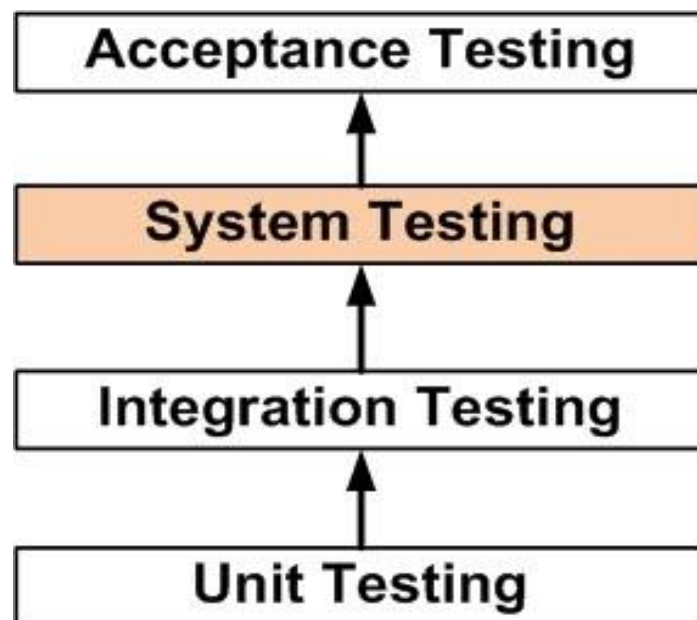 Acceptance Testing
System Testing
Integration Testing
Unit Testing